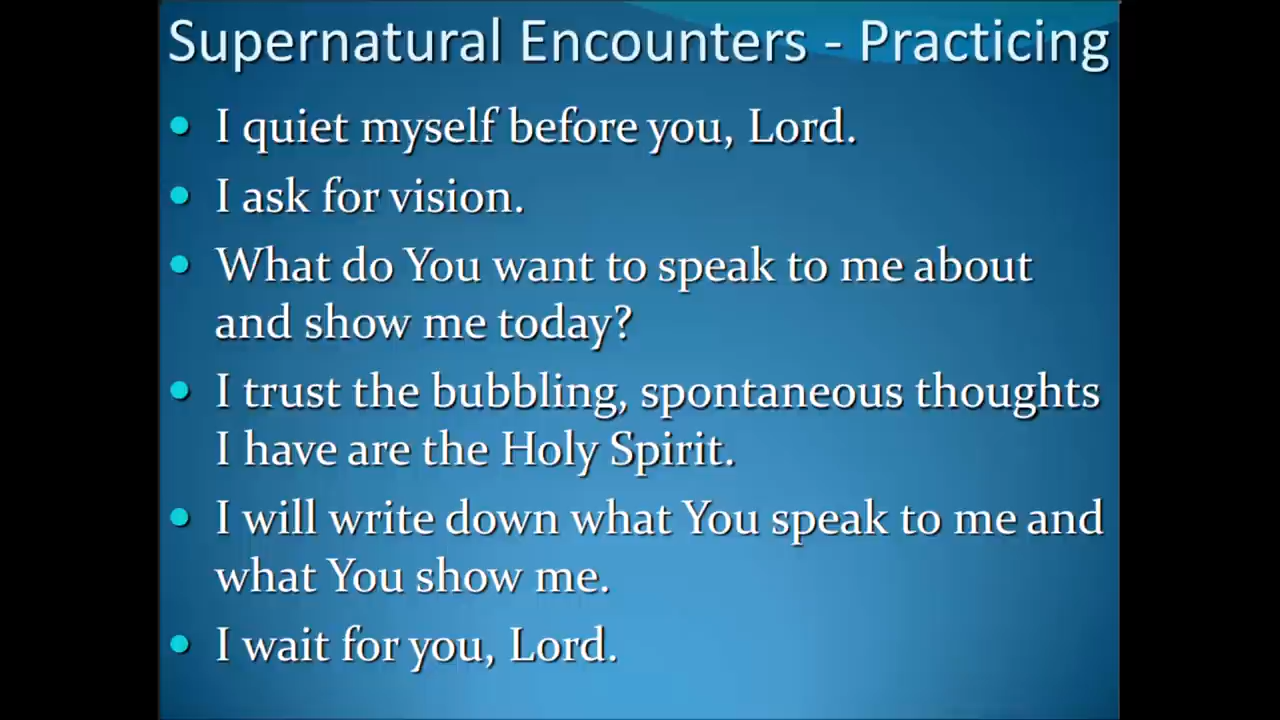 Supernatural Encounters - Practicing
• I quiet myself before you, Lord.
• I ask for vision.
• What do You want to speak to me about
and show me today?
• I trust the bubbling, spontaneous thoughts
I have are the Holy Spirit.
• I will write down what You speak to me and
what You show me.
• I wait for you, Lord.